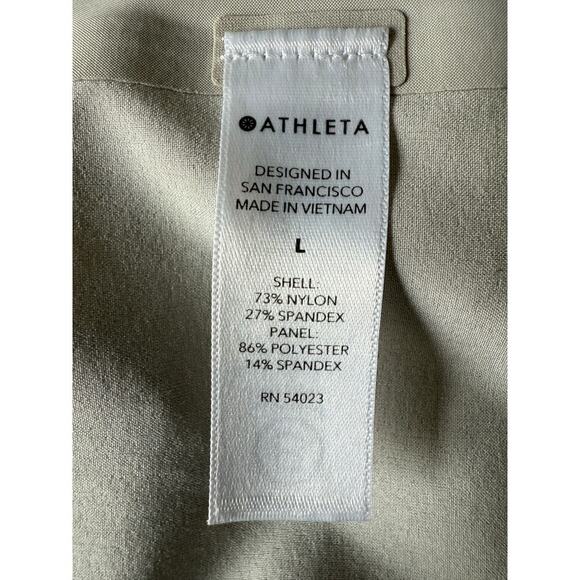 ATHLETA
DESIGNED IN
SAN FRANCISCO
MADE IN VIETNAM
L
SHELL:
73% NYLON
27% SPANDEX
PANEL:
86% POLYESTER
14% SPANDEX
RN 54023